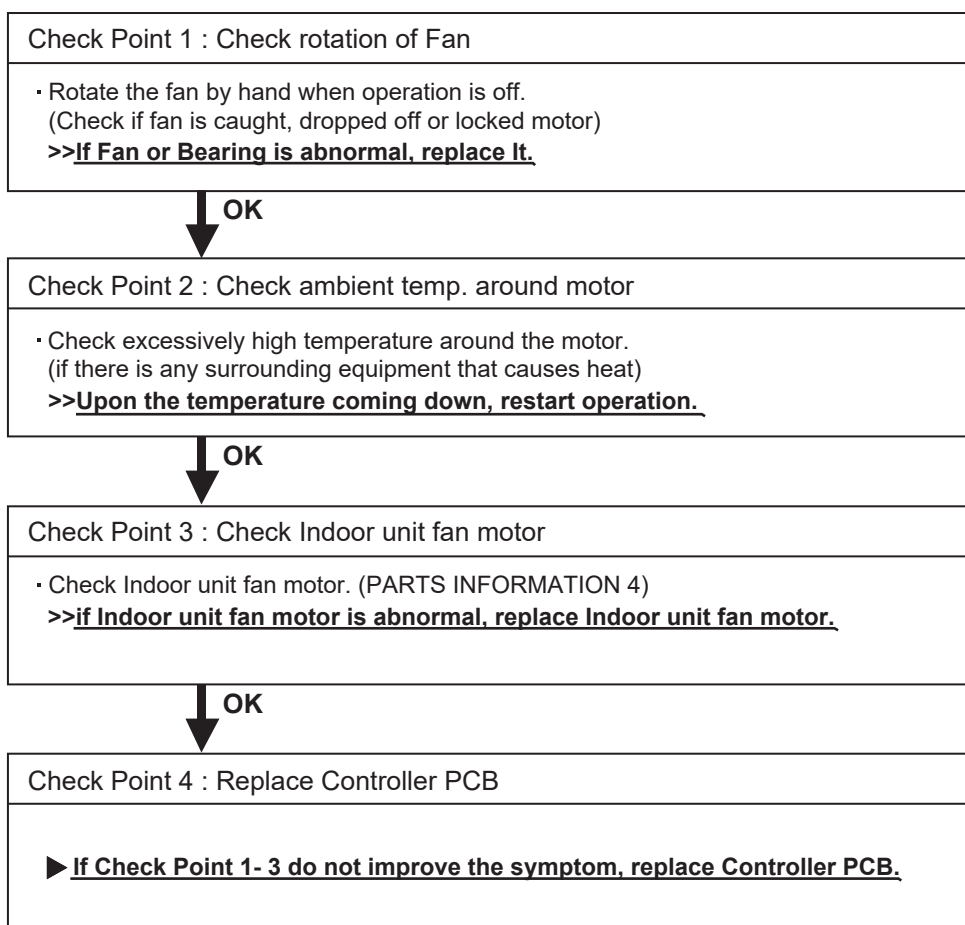 Check Point 1 : Check rotation of Fan
▪ Rotate the fan by hand when operation is off.
(Check if fan is caught, dropped off or locked motor)
>>If Fan or Bearing is abnormal, replace It.
OK
Check Point 2 : Check ambient temp. around motor
▪ Check excessively high temperature around the motor.
(if there is any surrounding equipment that causes heat)
>>Upon the temperature coming down, restart operation.
OK
Check Point 3 : Check Indoor unit fan motor
▪ Check Indoor unit fan motor. (PARTS INFORMATION 4)
>>if Indoor unit fan motor is abnormal, replace Indoor unit fan motor.
OK
Check Point 4 : Replace Controller PCB
▶ If Check Point 1- 3 do not improve the symptom, replace Controller PCB.